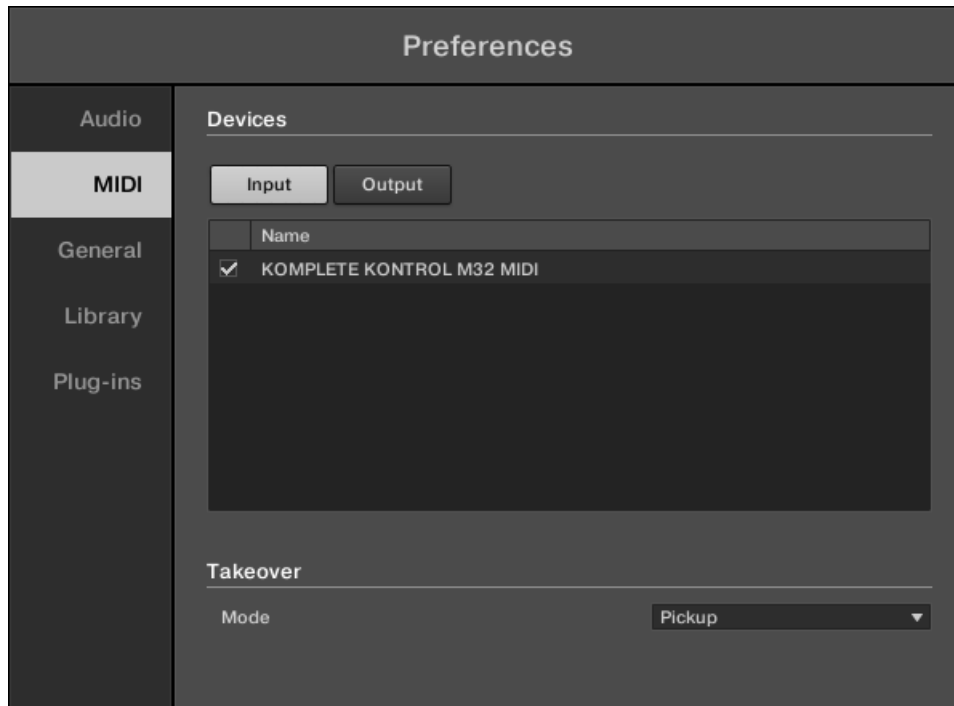 Preferences
Audio
MIDI
General
Library
Plug-ins
Devices
Input Output
Name
KOMPLETE KONTROL M32 MIDI
Takeover
Mode Pickup